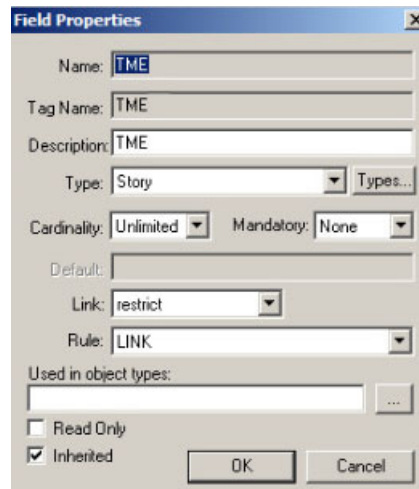 Field Properties
Name: TME
Tag Name: TME
Description: TME
Type: Story Types...
Cardinality: Unlimited Mandatory: None
Default:
Link: restrict
Rule: LINK
Used in object types:
...
Read Only
Inherited
OK Cancel